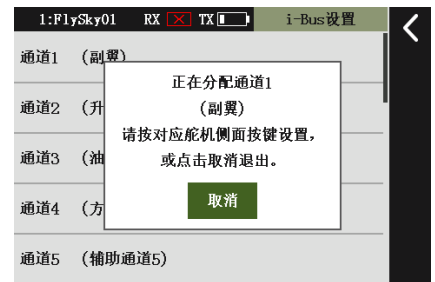 1:FlySky01 RX TX i-Bus设置
通道1 (副翼)
正在分配通道1
(副翼)
请按对应舵机侧面按键设置,
或点击取消退出。
取消
通道2 (升
通道3 (油
通道4 (方
通道5 (辅助通道5)